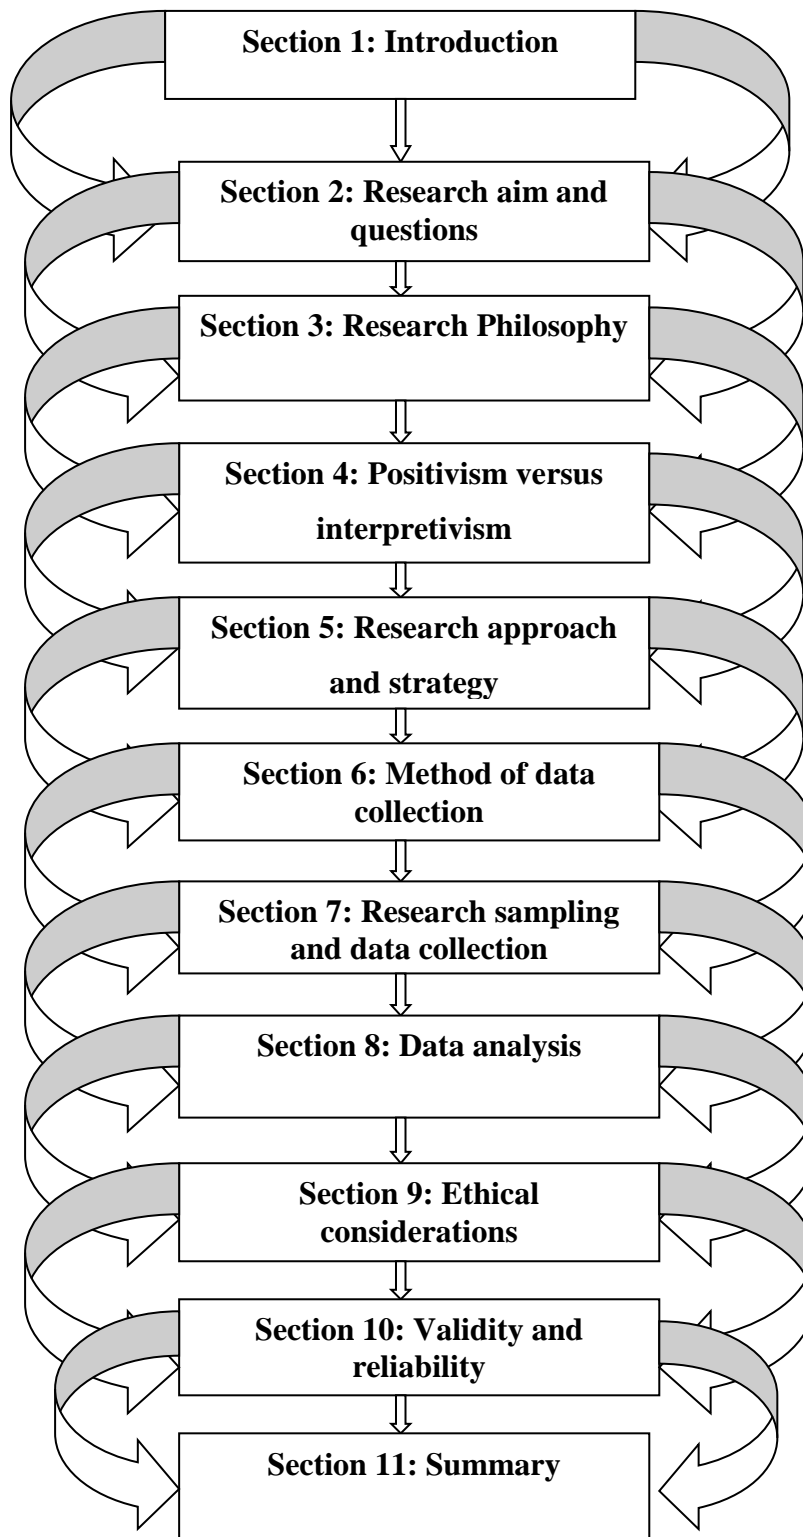 Section 1: Introduction
Section 2: Research aim and
questions
Section 3: Research Philosophy
Section 4: Positivism versus
interpretivism
Section 5: Research approach
and strategy
Section 6: Method of data
collection
Section 7: Research sampling
and data collection
Section 8: Data analysis
Section 9: Ethical
considerations
Section 10: Validity and
reliability
Section 11: Summary